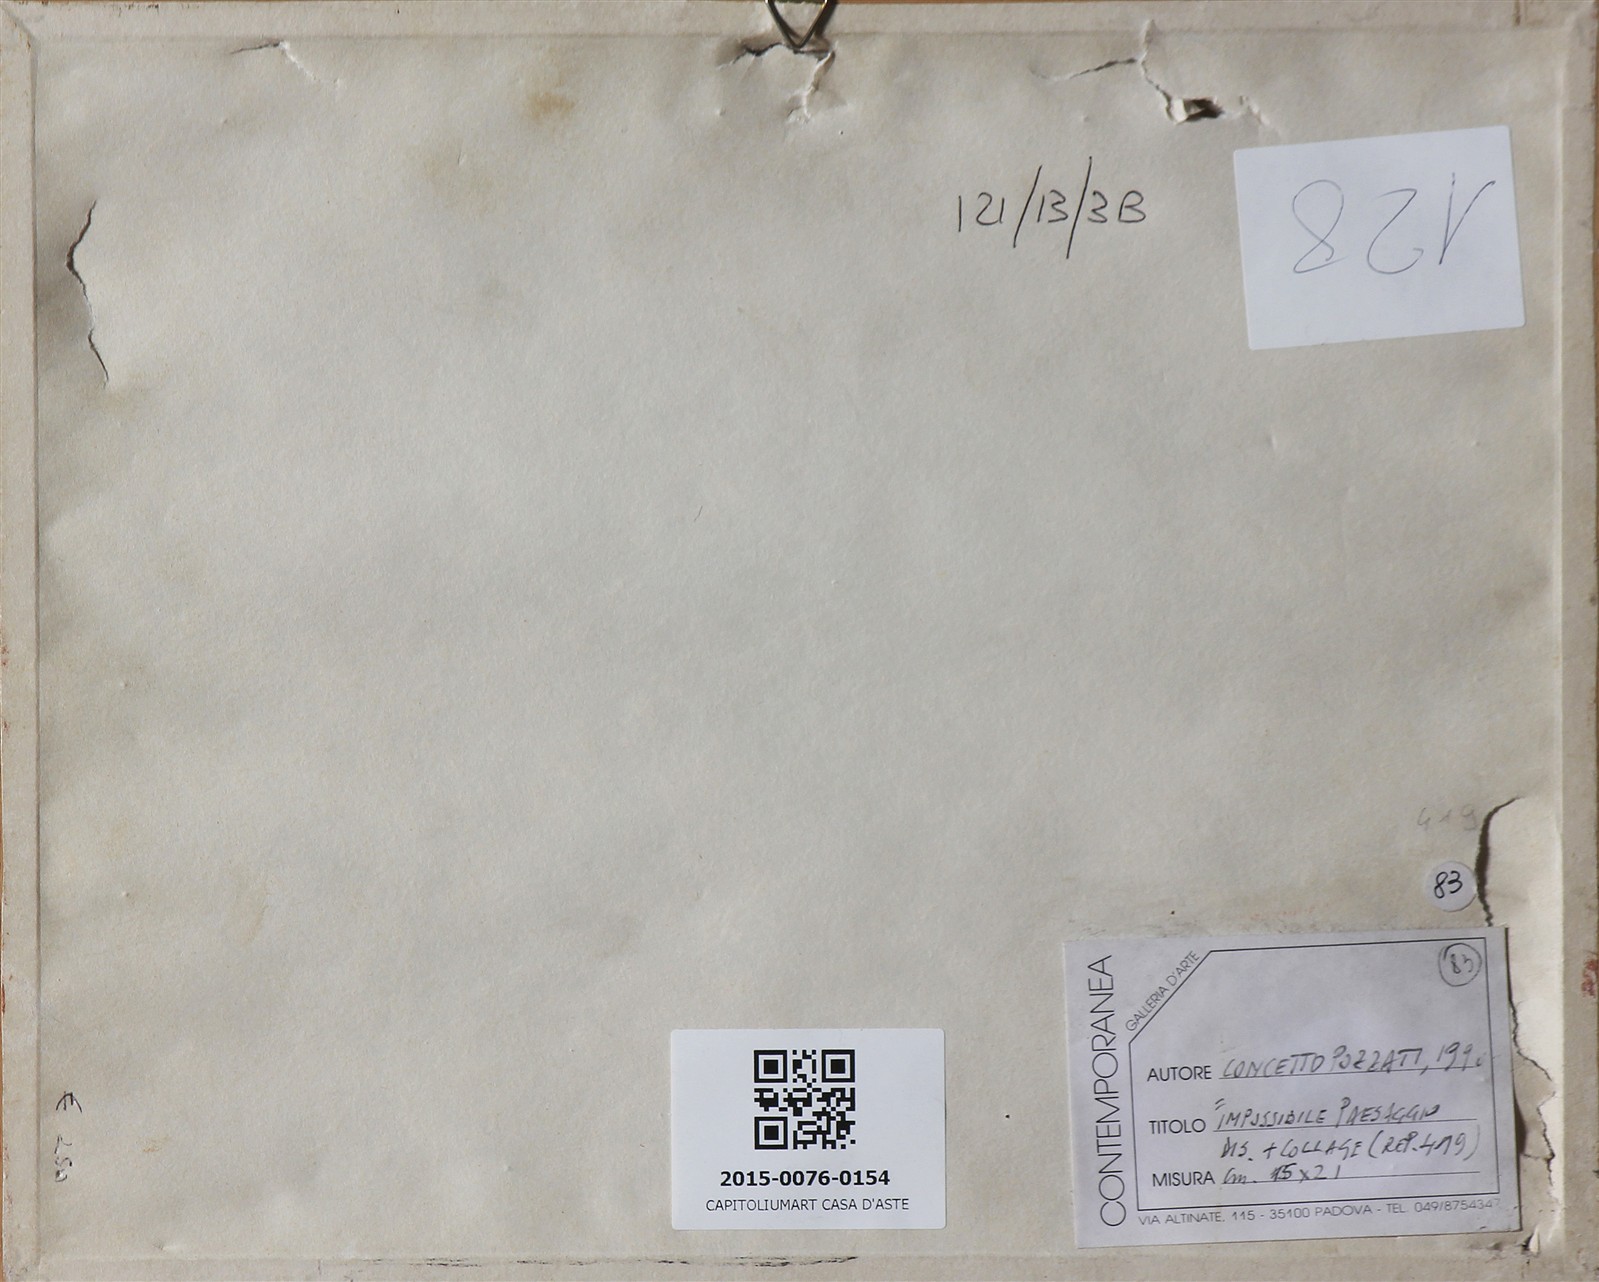 121/13/3B
128
419
83
CONTEMPORANEA
GALLERIA D'ARTE
83
AUTORE CONCETTO POZZATI, 199
TITOLO "IMPOSSIBILE PAESAGGIO
DIS. + COLLAGE (REP. 419)
MISURA cm. 15x21
VIA ALTINATE, 115 - 35100 PADOVA - TEL. 049/8754347
2015-0076-0154
CAPITOLIUMART CASA D'ASTE